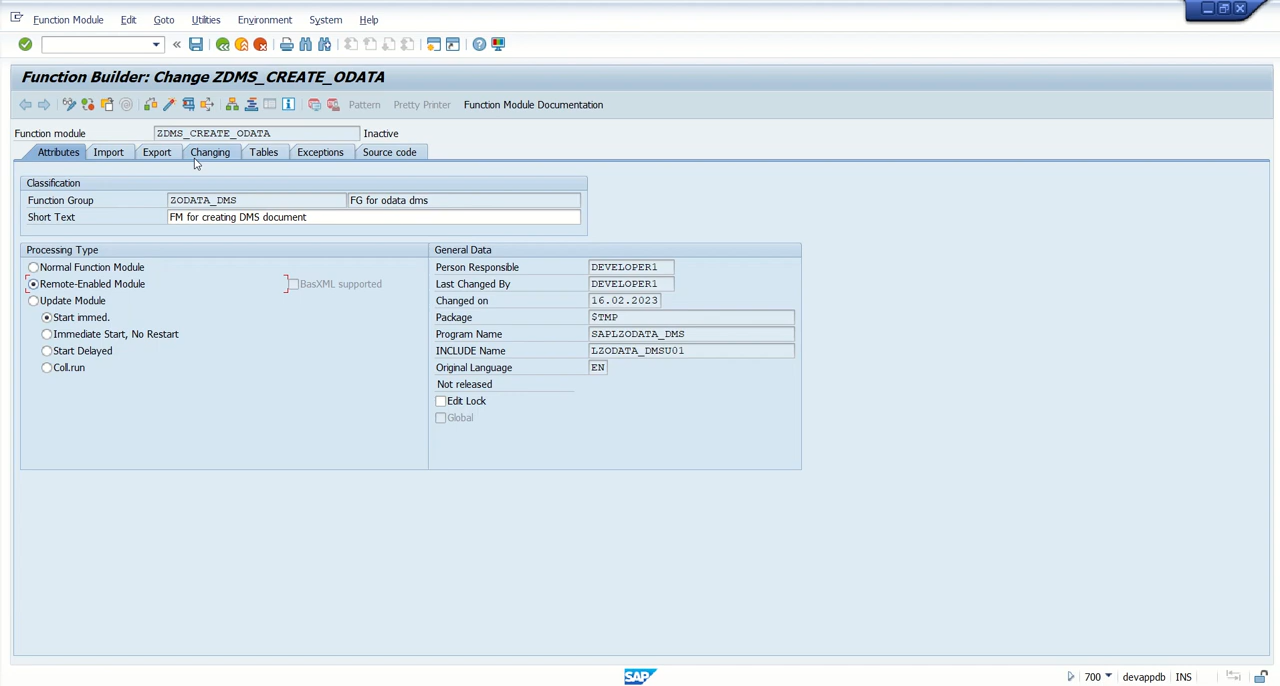 Function Module Edit Goto Utilities Environment System Help
«
Function Builder: Change ZDMS_CREATE_ODATA
Pattern Pretty Printer Function Module Documentation
Function module ZDMS_CREATE_ODATA Inactive
Attributes Import Export Changing Tables Exceptions Source code
Classification
Function Group ZODATA_DMS FG for odata dms
Short Text FM for creating DMS document
Processing Type General Data
Normal Function Module Person Responsible DEVELOPER1
Remote-Enabled Module BasXML supported Last Changed By DEVELOPER1
Update Module Changed on 16.02.2023
Start immed. Package $TMP
Immediate Start, No Restart Program Name SAPLZODATA_DMS
Start Delayed INCLUDE Name LZODATA_DMSU01
Coll.run Original Language EN
Not released
Edit Lock
Global
SAP 700 devappdb INS